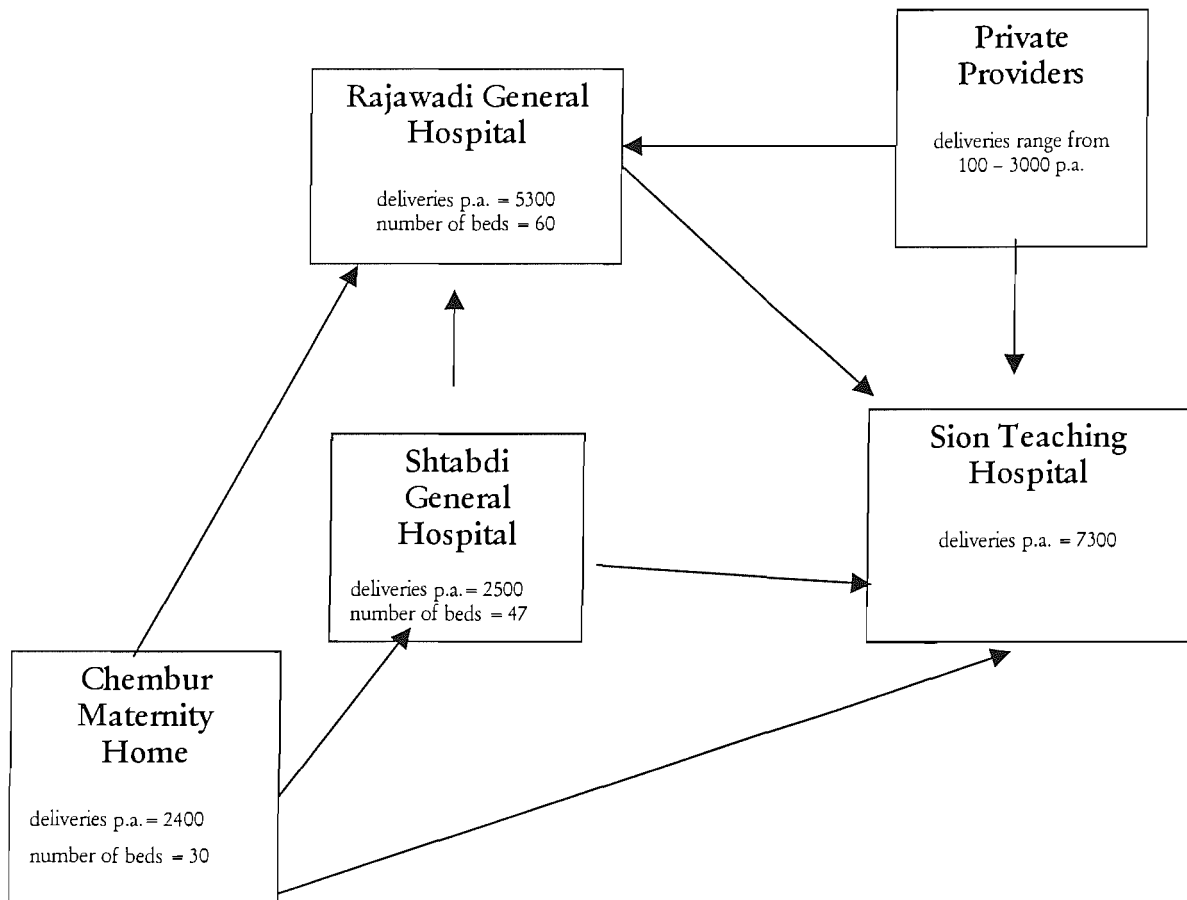 Private
Providers
deliveries range from
100 – 3000 p.a.
Rajawadi General
Hospital
deliveries p.a. = 5300
number of beds = 60
Shtabdi
General
Hospital
deliveries p.a. = 2500
number of beds = 47
Sion Teaching
Hospital
deliveries p.a. = 7300
Chembur
Maternity
Home
deliveries p.a. = 2400
number of beds = 30